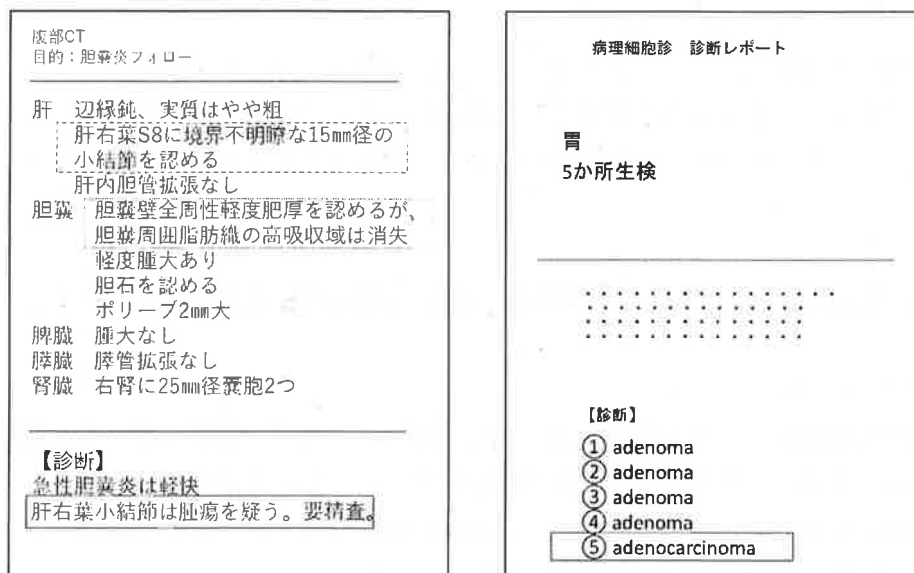 腹部CT
目的：胆嚢炎フォロー
肝 辺縁鈍、実質はやや粗
肝右葉S8に境界不明瞭な15mm径の
小結節を認める
肝内胆管拡張なし
胆嚢 胆嚢壁全周性軽度肥厚を認めるが、
胆嚢周囲脂肪織の高吸収域は消失
軽度腫大あり
胆石を認める
ポリープ2mm大
脾臓 腫大なし
膵臓 膵管拡張なし
腎臓 右腎に25mm径嚢胞2つ
【診断】
急性胆嚢炎は軽快
肝右葉小結節は腫瘍を疑う。要精査。
病理細胞診 診断レポート
胃
5か所生検
【診断】
① adenoma
② adenoma
③ adenoma
④ adenoma
⑤ adenocarcinoma